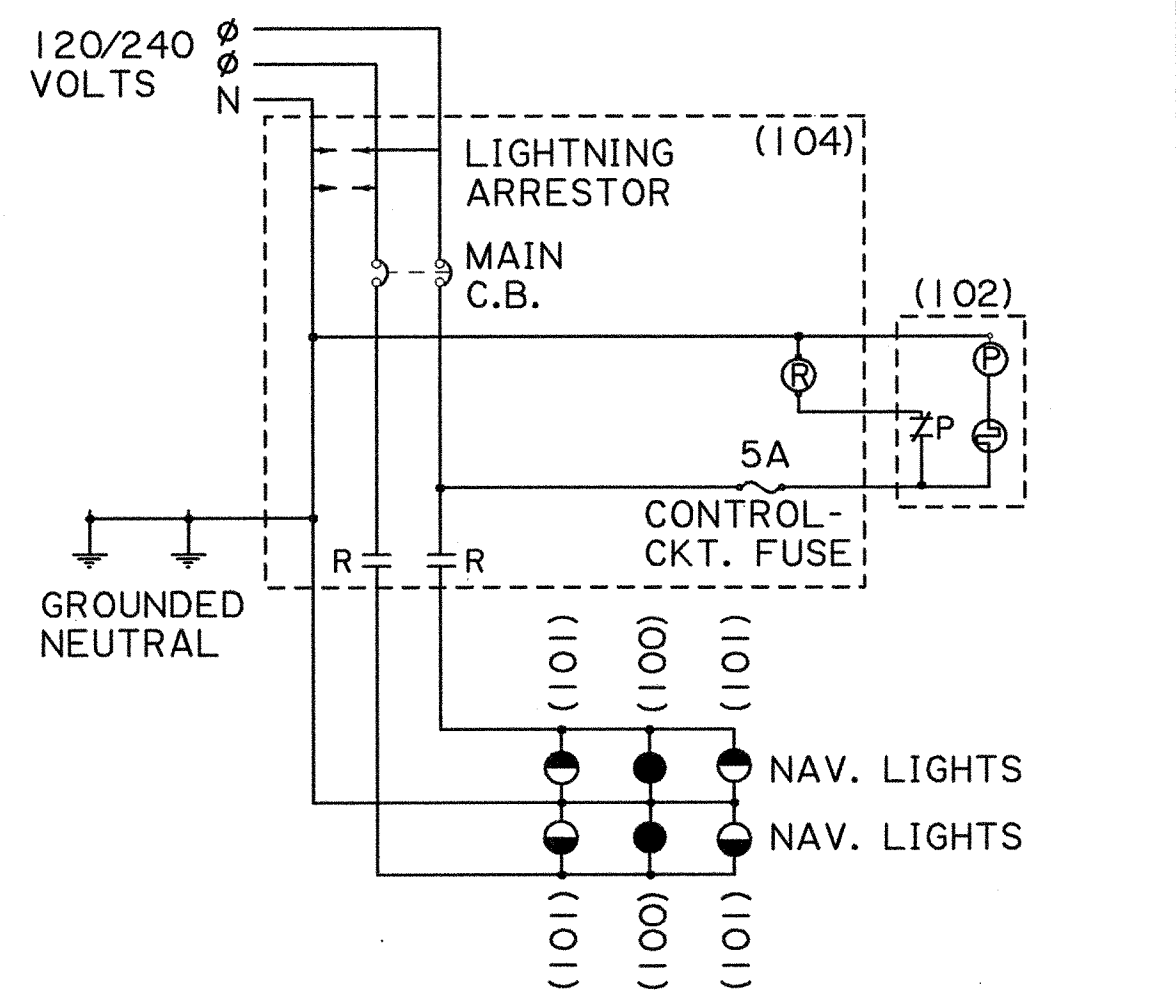 120/240 Ø
VOLTS Ø
N
LIGHTNING
ARRESTOR
(104)
MAIN
C.B.
(102)
R
P
P
5A
CONTROL-
CKT. FUSE
R R
GROUNDED
NEUTRAL
(101) (100) (101)
NAV. LIGHTS
NAV. LIGHTS
(101) (100) (101)